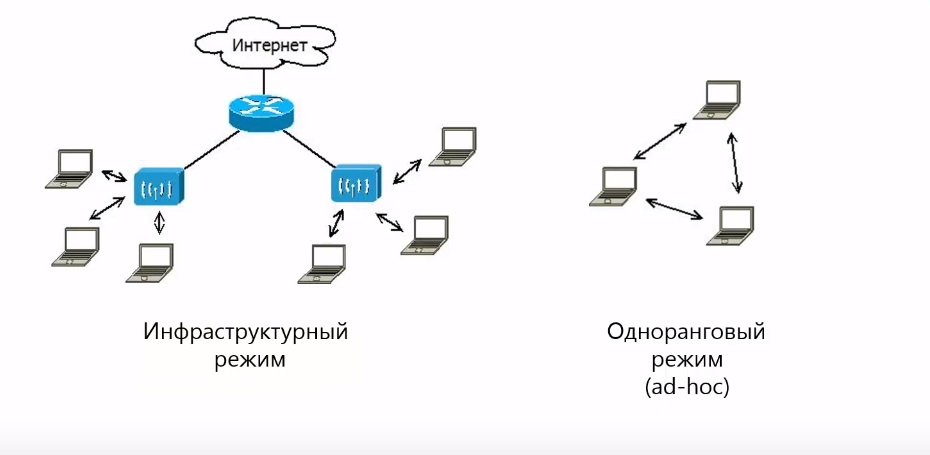 Интернет
Инфраструктурный
режим
Одноранговый
режим
(ad-hoc)